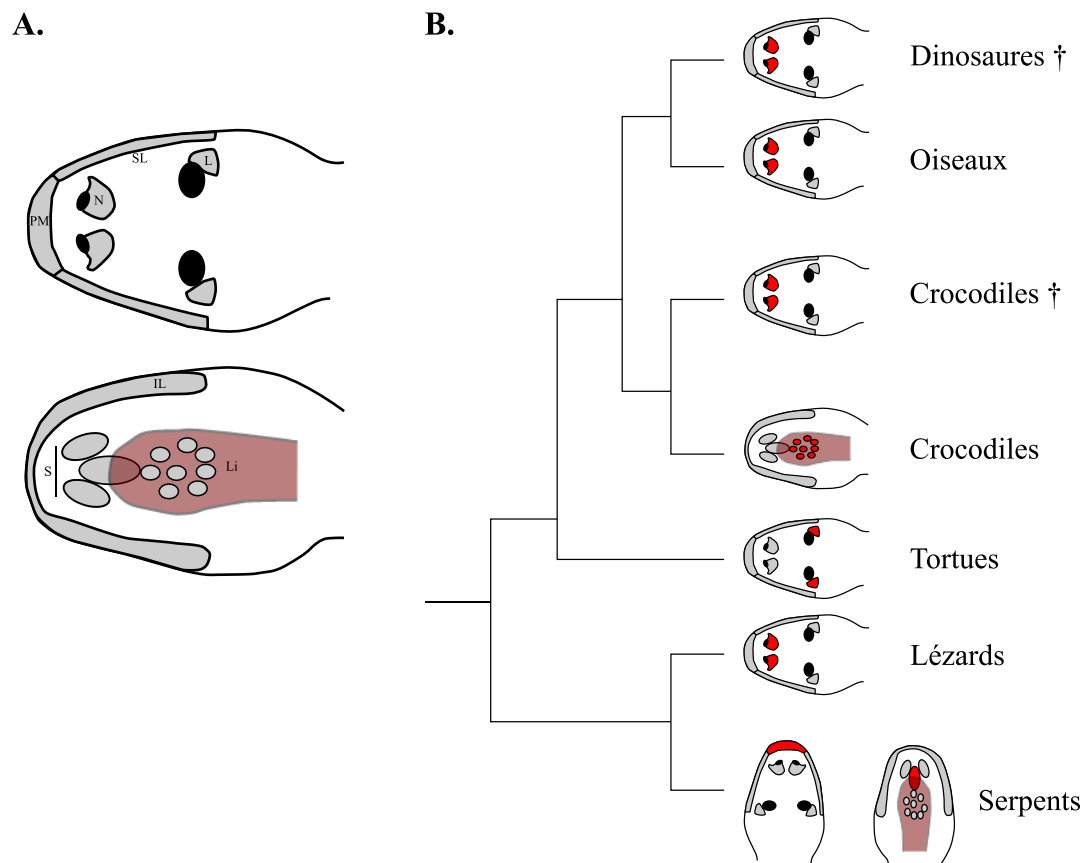 A.
B.
SL
L
N
PM
IL
S
Li
Dinosaures †
Oiseaux
Crocodiles †
Crocodiles
Tortues
Lézards
Serpents